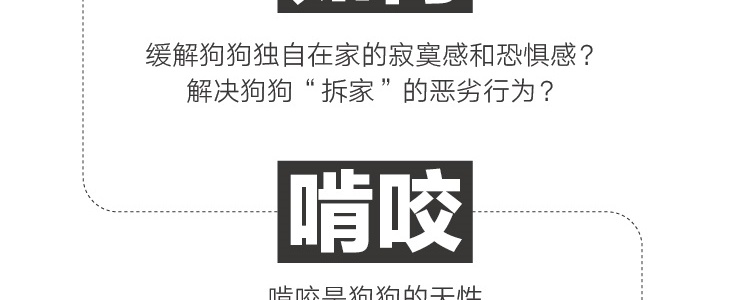 缓解狗狗独自在家的寂寞感和恐惧感?
解决狗狗“拆家”的恶劣行为?
啃咬
啃咬是狗狗的天性